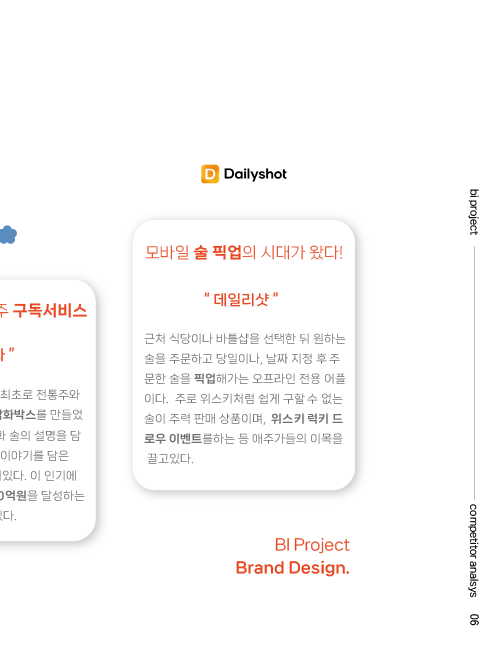 Dailyshot
모바일 술 픽업의 시대가 왔다!
“ 데일리샷 ”
근처 식당이나 바틀샵을 선택한 뒤 원하는
술을 주문하고 당일이나, 날짜 지정 후 주
문한 술을 픽업해가는 오프라인 전용 어플
이다. 주로 위스키처럼 쉽게 구할 수 없는
술이 주력 판매 상품이며, 위스키 럭키 드
로우 이벤트를하는 등 애주가들의 이목을
끌고있다.
주 구독서비스
”
최초로 전통주와
담화박스를 만들었
와 술의 설명을 담
이야기를 담은
있다. 이 인기에
0억원을 달성하는
있다.
BI Project
Brand Design.
bi project
competitor analsys
06